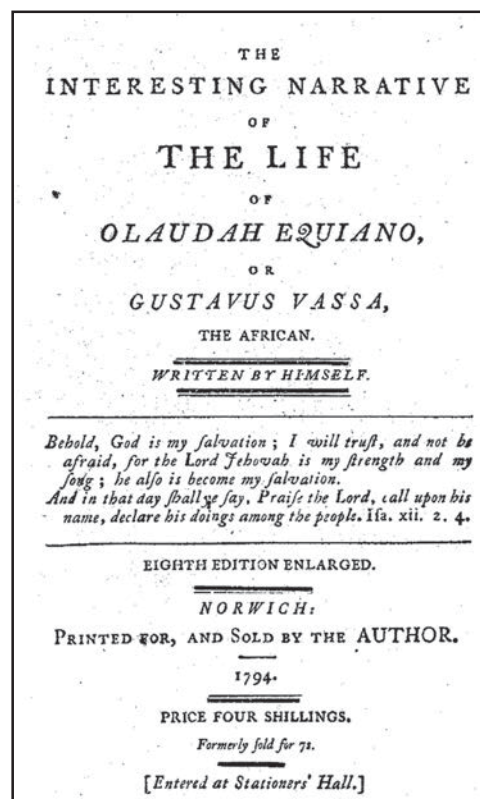 THE
INTERESTING NARRATIVE
OF
THE LIFE
OF
OLAUDAH EQUIANO,
OR
GUSTAVUS VASSA,
THE AFRICAN.
WRITTEN BY HIMSELF.
Behold, God is my ſalvation ; I will truſt, and not be
afraid, for the Lord Jehovah is my ſtrength and my
ſong ; he alſo is become my ſalvation.
And in that day ſhall ye ſay, Praiſe the Lord, call upon his
name, declare his doings among the people. Iſa. xii. 2. 4.
EIGHTH EDITION ENLARGED.
NORWICH:
PRINTED FOR, AND SOLD BY THE AUTHOR.
1794.
PRICE FOUR SHILLINGS.
Formerly ſold for 7s.
[Entered at Stationers' Hall.]